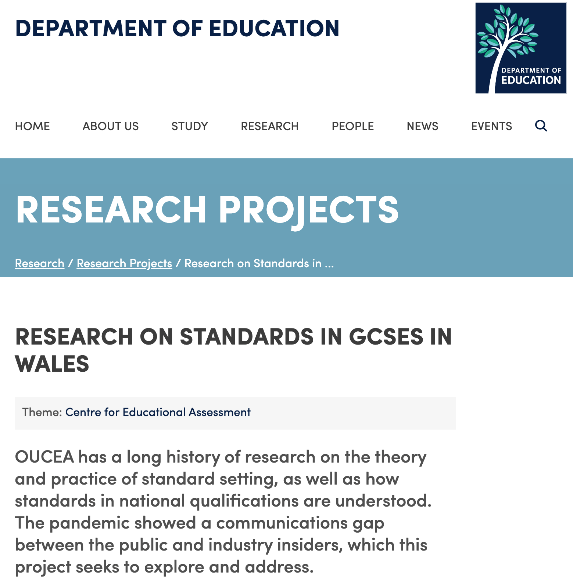 DEPARTMENT OF EDUCATION
DEPARTMENT OF
EDUCATION
HOME ABOUT US STUDY RESEARCH PEOPLE NEWS EVENTS
RESEARCH PROJECTS
Research / Research Projects / Research on Standards in ...
RESEARCH ON STANDARDS IN GCSES IN
WALES
Theme: Centre for Educational Assessment
OUCEA has a long history of research on the theory
and practice of standard setting, as well as how
standards in national qualifications are understood.
The pandemic showed a communications gap
between the public and industry insiders, which this
project seeks to explore and address.